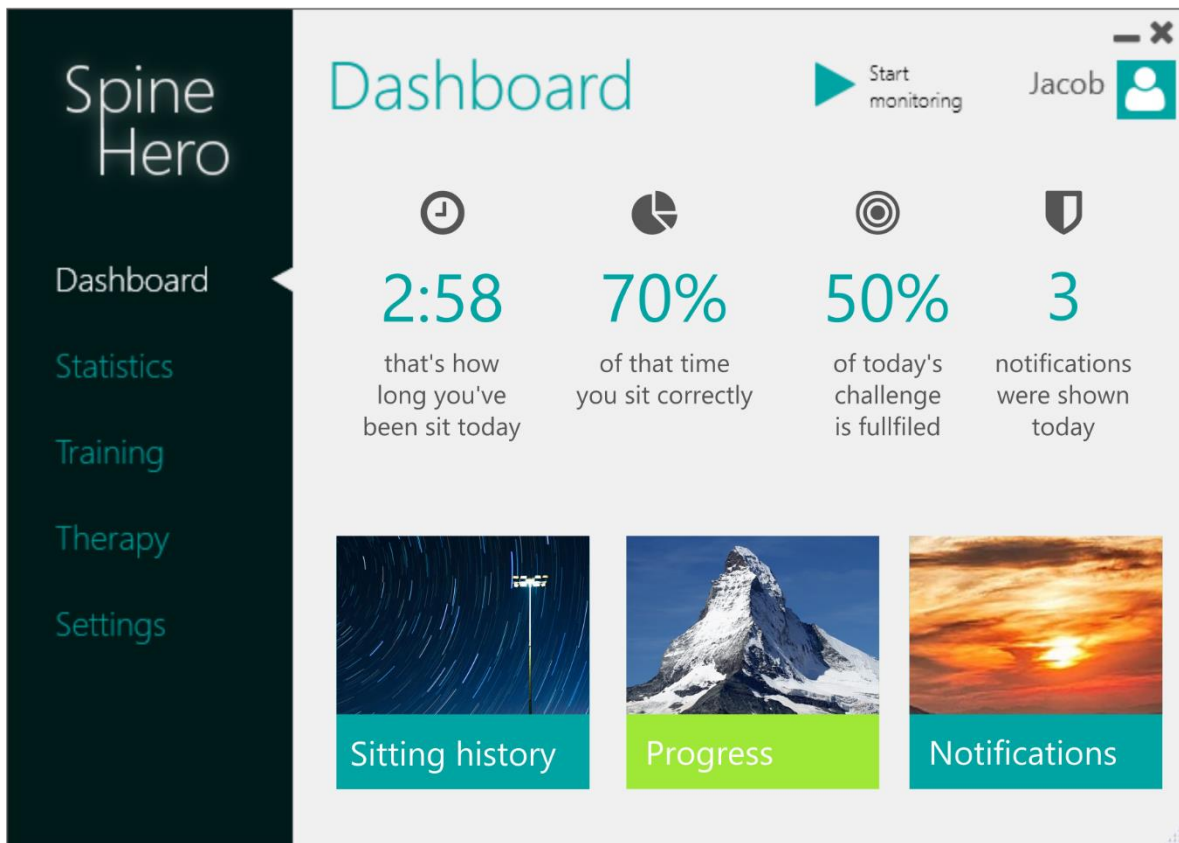 Spine
Hero
Dashboard
Statistics
Training
Therapy
Settings
Dashboard
Start
monitoring
Jacob
2:58
that's how
long you've
been sit today
70%
of that time
you sit correctly
50%
of today's
challenge
is fullfiled
3
notifications
were shown
today
Sitting history
Progress
Notifications